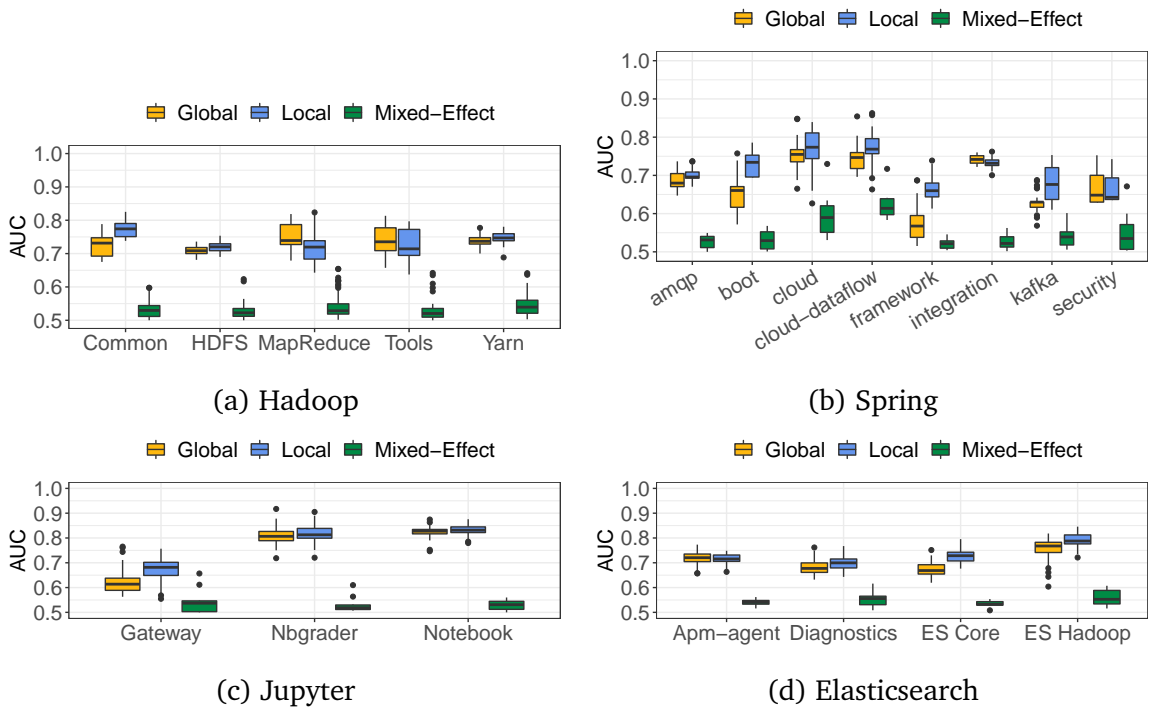 Global Local Mixed−Effect
AUC
1.0
0.9
0.8
0.7
0.6
0.5
Common HDFS MapReduce Tools Yarn
(a) Hadoop
Global Local Mixed−Effect
AUC
1.0
0.9
0.8
0.7
0.6
0.5
amqp boot cloud cloud−dataflow framework integration kafka security
(b) Spring
Global Local Mixed−Effect
AUC
1.0
0.9
0.8
0.7
0.6
0.5
Gateway Nbgrader Notebook
(c) Jupyter
Global Local Mixed−Effect
AUC
1.0
0.9
0.8
0.7
0.6
0.5
Apm−agent Diagnostics ES Core ES Hadoop
(d) Elasticsearch